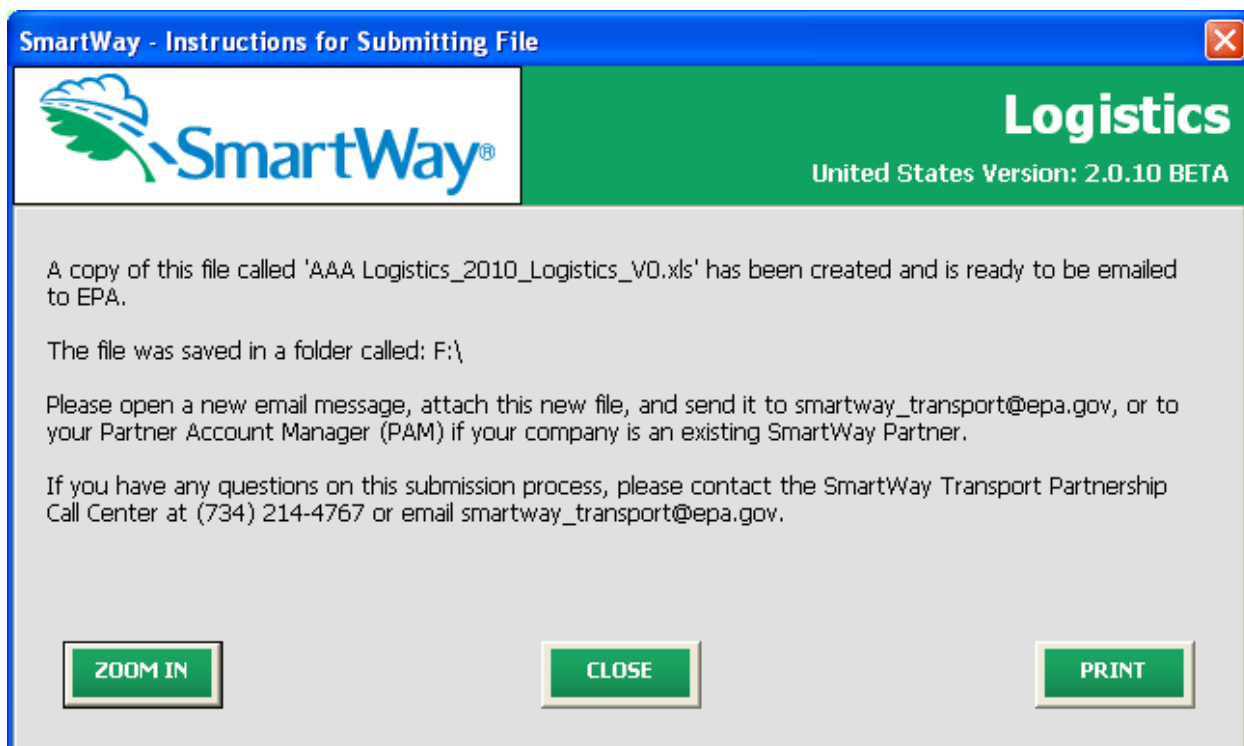 SmartWay - Instructions for Submitting File
SmartWay®
Logistics
United States Version: 2.0.10 BETA
A copy of this file called 'AAA Logistics_2010_Logistics_V0.xls' has been created and is ready to be emailed
to EPA.
The file was saved in a folder called: F:\
Please open a new email message, attach this new file, and send it to smartway_transport@epa.gov, or to
your Partner Account Manager (PAM) if your company is an existing SmartWay Partner.
If you have any questions on this submission process, please contact the SmartWay Transport Partnership
Call Center at (734) 214-4767 or email smartway_transport@epa.gov.
ZOOM IN
CLOSE
PRINT